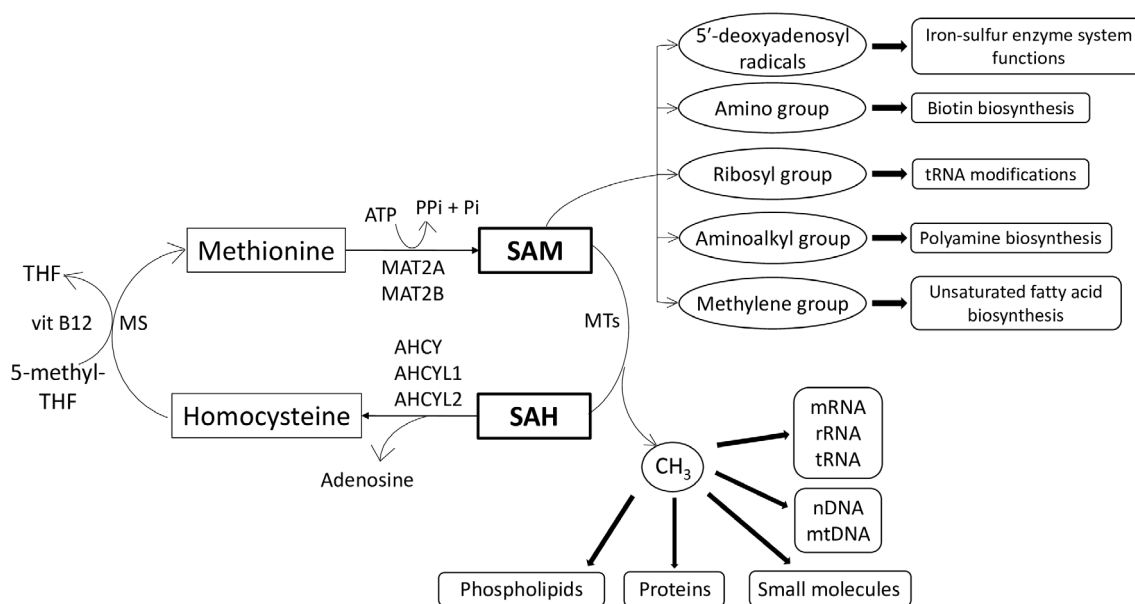 5′-deoxyadenosyl
radicals
Iron-sulfur enzyme system
functions
Amino group
Biotin biosynthesis
Ribosyl group
tRNA modifications
Aminoalkyl group
Polyamine biosynthesis
Methylene group
Unsaturated fatty acid
biosynthesis
ATP
PPi + Pi
Methionine
SAM
MAT2A
MAT2B
THF
vit B12
MS
5-methyl-
THF
MTs
AHCY
AHCYL1
AHCYL2
Homocysteine
SAH
Adenosine
CH₃
mRNA
rRNA
tRNA
nDNA
mtDNA
Phospholipids
Proteins
Small molecules